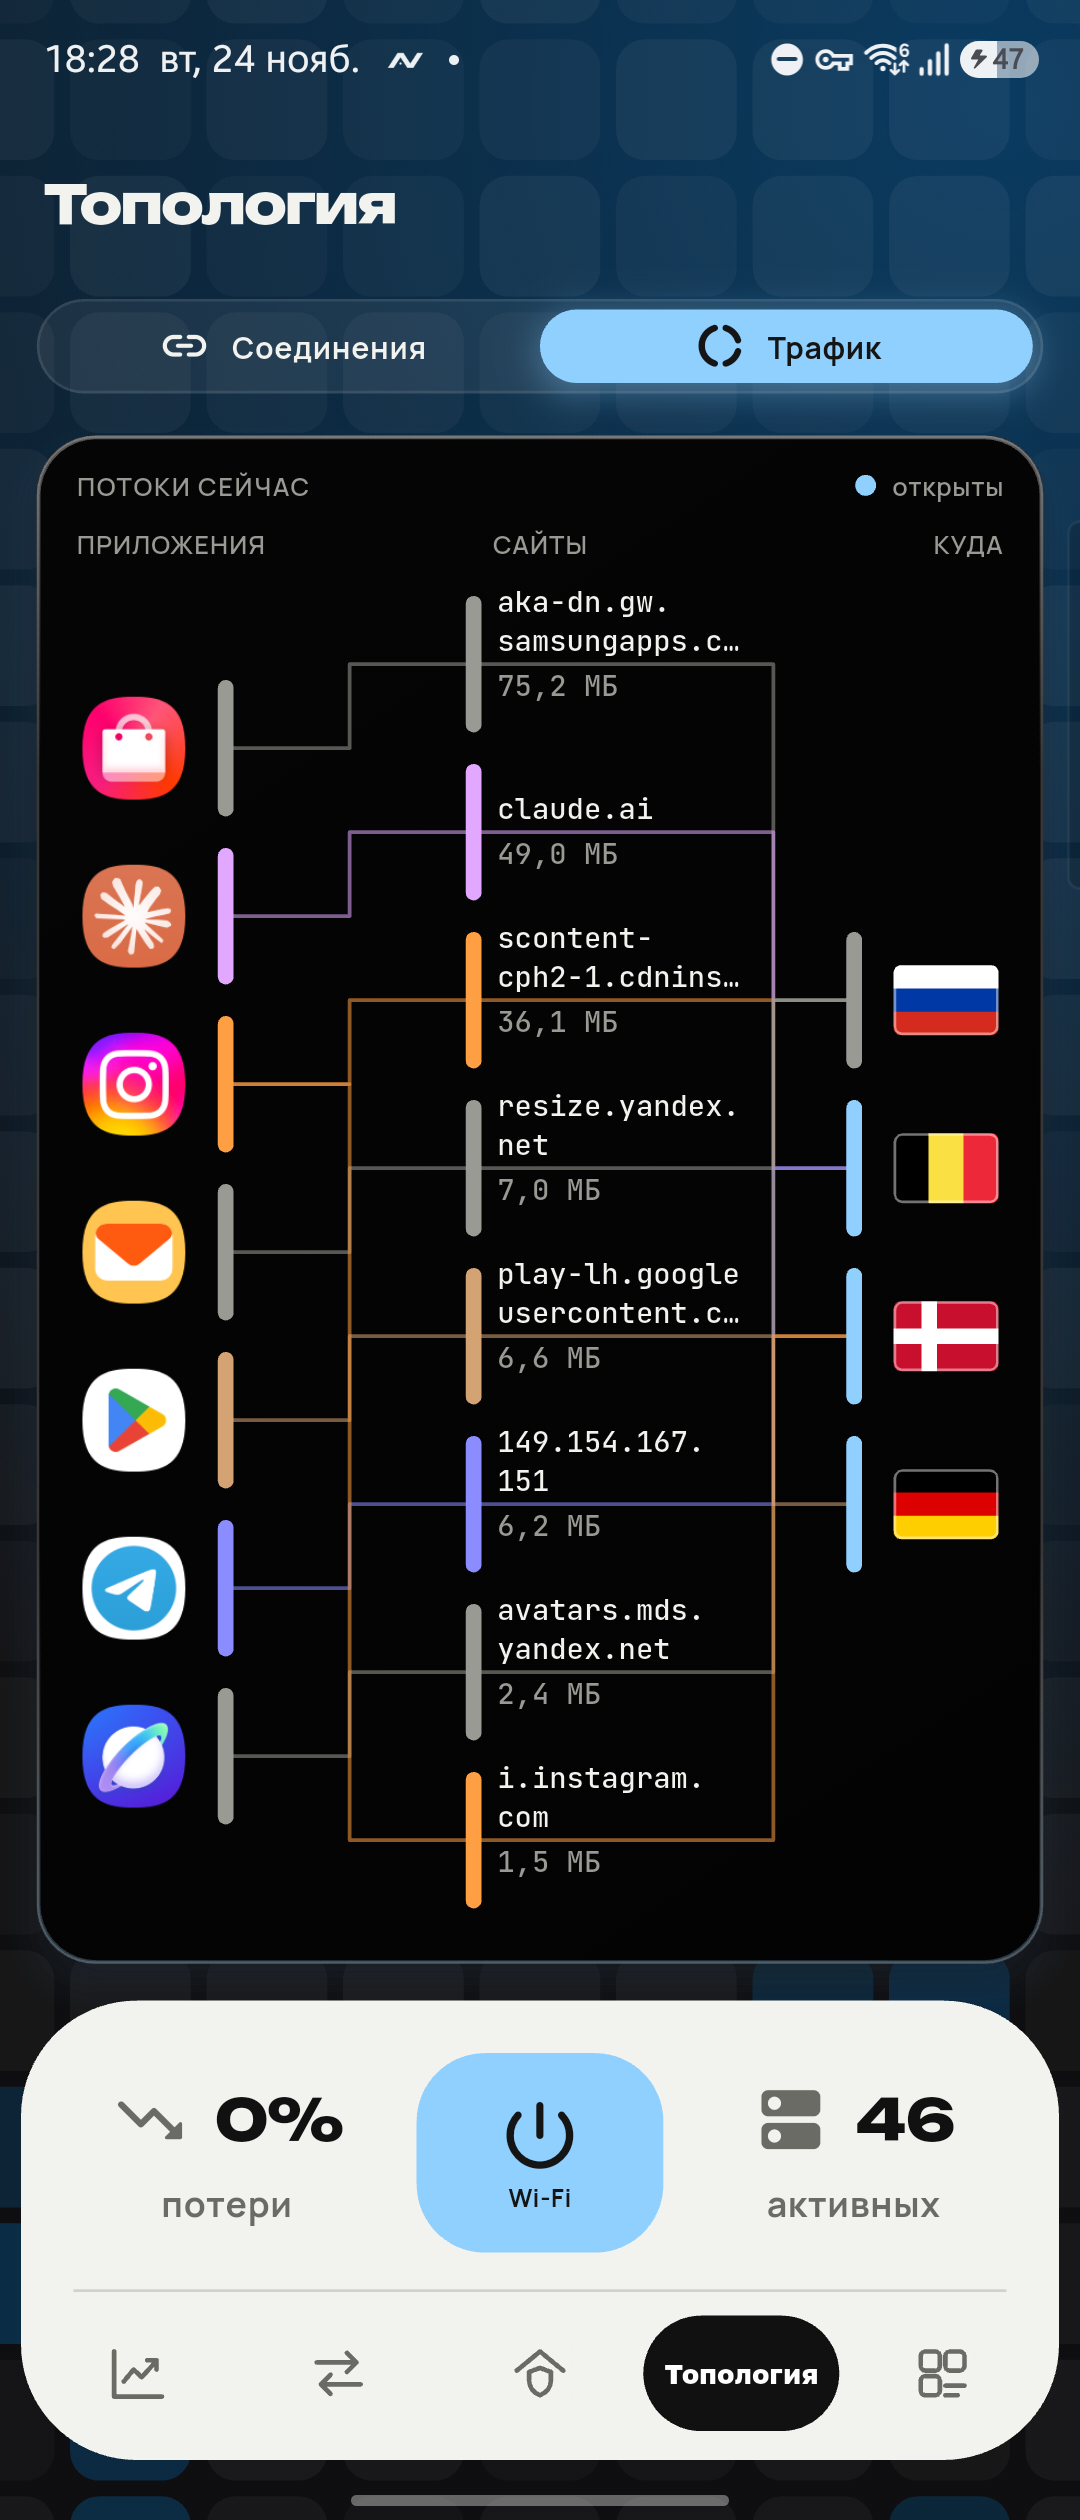 18:28 вт, 24 нояб.
6
47
Топология
Соединения
Трафик
ПОТОКИ СЕЙЧАС
открыты
ПРИЛОЖЕНИЯ
САЙТЫ
КУДА
aka-dn.gw.
samsungapps.c…
75,2 МБ
claude.ai
49,0 МБ
scontent-
cph2-1.cdnins…
36,1 МБ
resize.yandex.
net
7,0 МБ
play-lh.google
usercontent.c…
6,6 МБ
149.154.167.
151
6,2 МБ
avatars.mds.
yandex.net
2,4 МБ
i.instagram.
com
1,5 МБ
0%
потери
Wi-Fi
46
активных
Топология